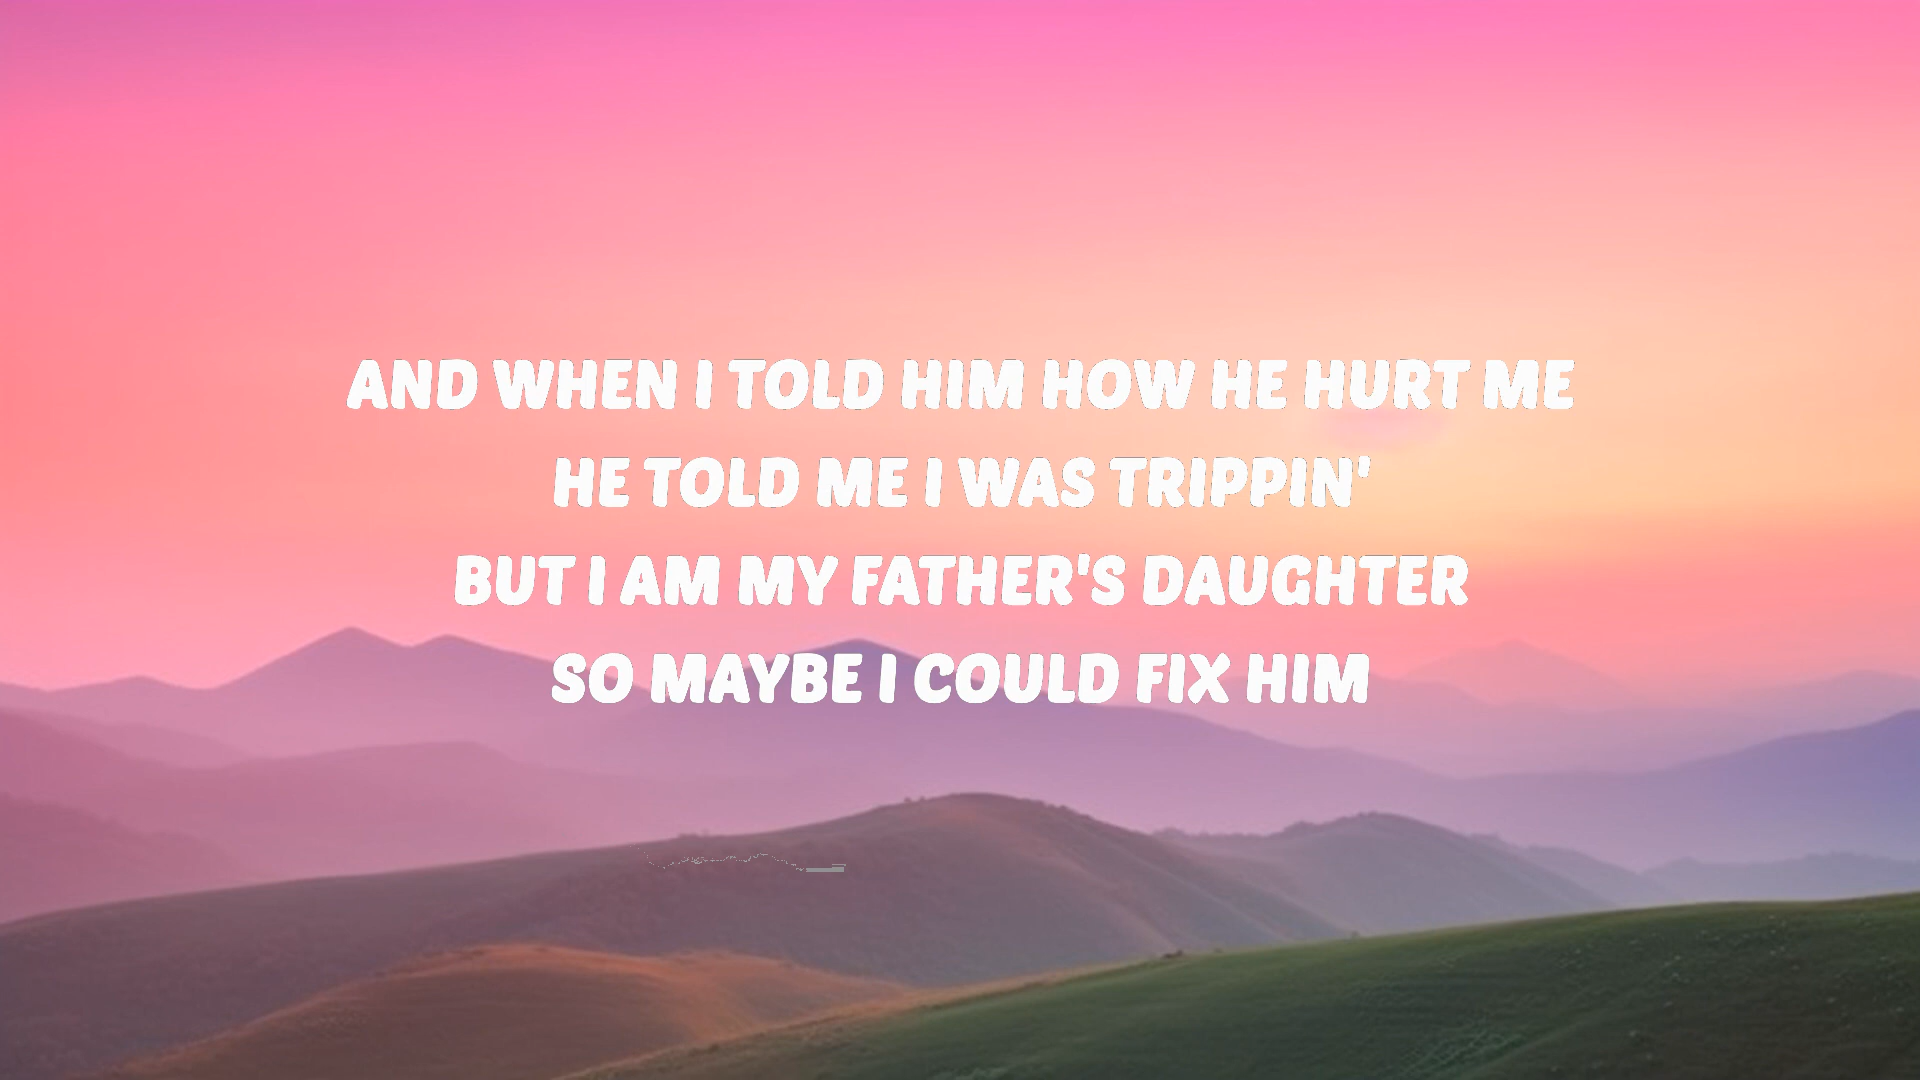 AND WHEN I TOLD HIM HOW HE HURT ME
HE TOLD ME I WAS TRIPPIN'
BUT I AM MY FATHER'S DAUGHTER
SO MAYBE I COULD FIX HIM